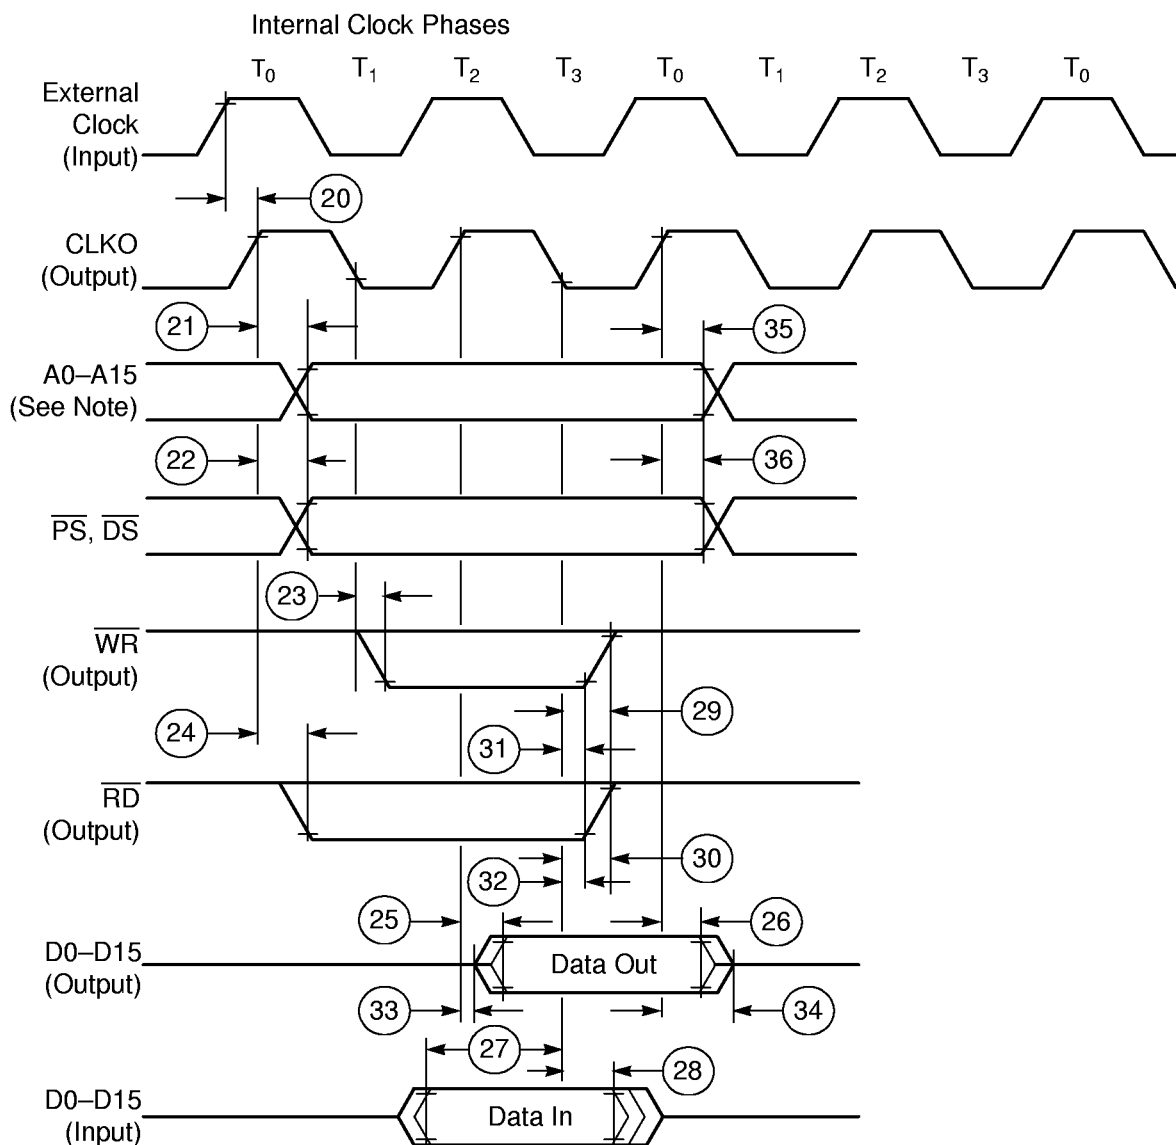 Internal Clock Phases
T0 T1 T2 T3 T0 T1 T2 T3 T0
External
Clock
(Input)
20
CLKO
(Output)
21
35
A0–A15
(See Note)
22
36
PS, DS
23
WR
(Output)
29
24
31
RD
(Output)
30
32
25
26
D0–D15
(Output)
Data Out
33
34
27
28
D0–D15
(Input)
Data In